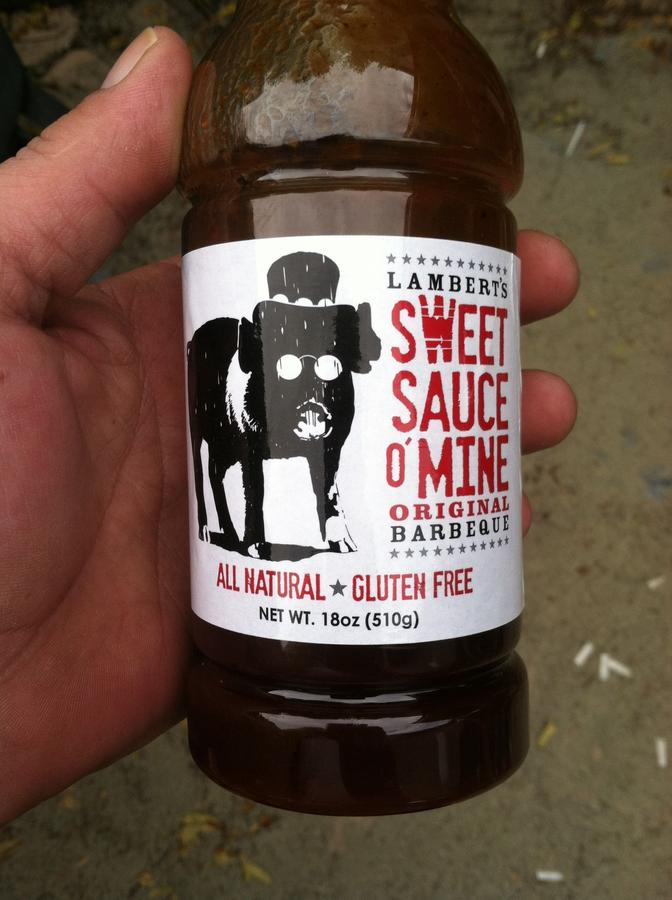 LAMBERT'S
SWEET
SAUCE
O'MINE
ORIGINAL
BARBEQUE
ALL NATURAL ★ GLUTEN FREE
NET WT. 18oz (510g)